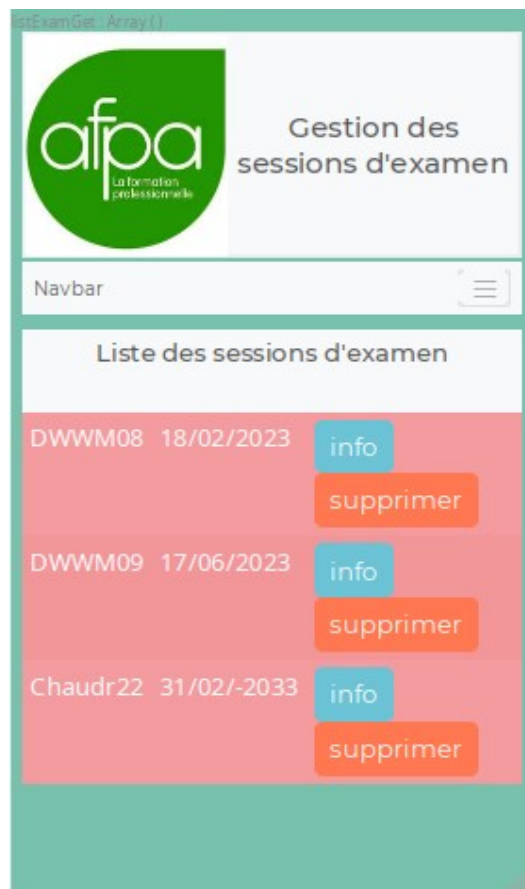 istExamGet : Array ( )
afpa
La formation
professionnelle
Gestion des
sessions d'examen
Navbar
Liste des sessions d'examen
DWWM08 18/02/2023 info
supprimer
DWWM09 17/06/2023 info
supprimer
Chaudr22 31/02/-2033 info
supprimer